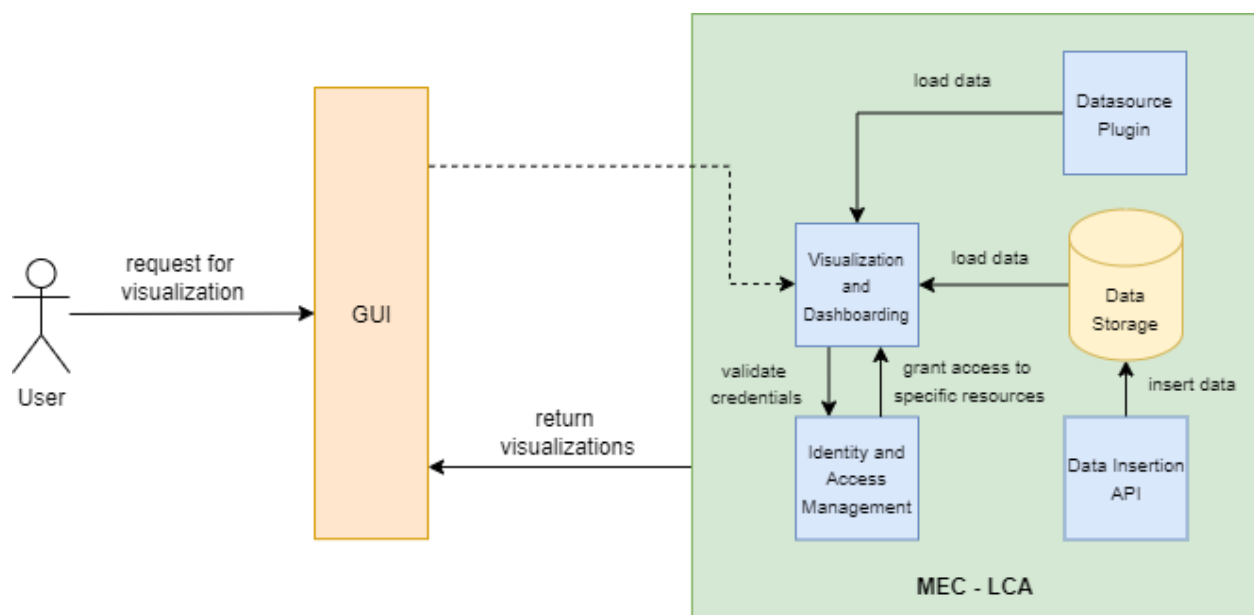 request for
visualization
User
GUI
return
visualizations
load data
Datasource
Plugin
Visualization
and
Dashboarding
load data
Data
Storage
validate
credentials
grant access to
specific resources
insert data
Identity and
Access
Management
Data Insertion
API
MEC - LCA